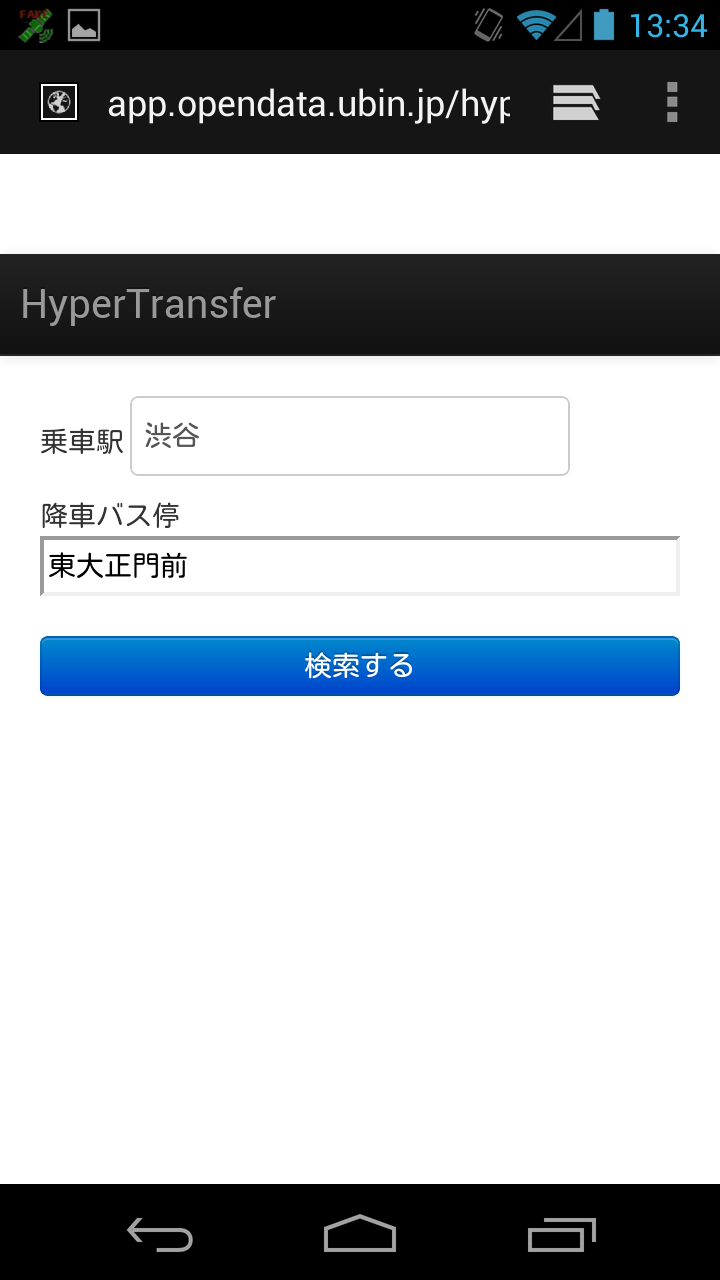 FAKE
13:34
app.opendata.ubin.jp/hyp
HyperTransfer
乗車駅 渋谷
降車バス停
東大正門前
検索する